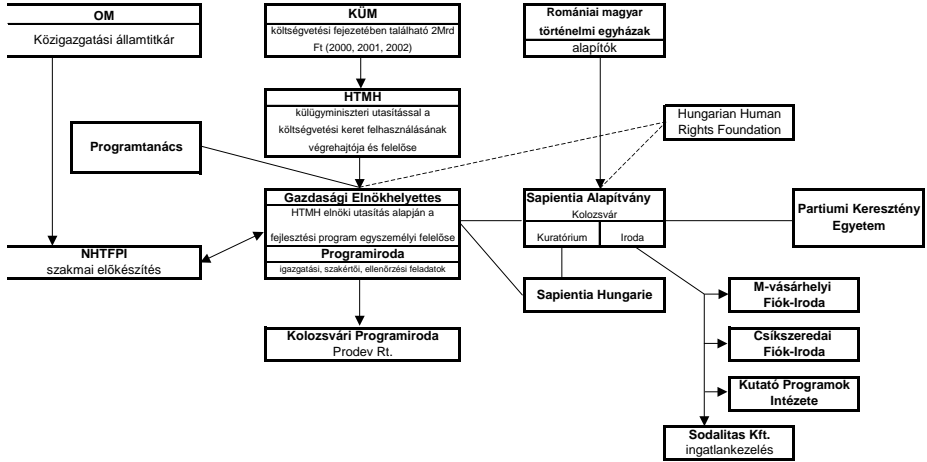 OM
Közigazgatási államtitkár
KÜM
költségvetési fejezetében található 2Mrd
Ft (2000, 2001, 2002)
Romániai magyar
történelmi egyházak
alapítók
HTMH
külügyminiszteri utasítással a
költségvetési keret felhasználásának
végrehajtója és felelőse
Hungarian Human
Rights Foundation
Programtanács
Gazdasági Elnökhelyettes
HTMH elnöki utasítás alapján a
fejlesztési program egyszemélyi felelőse
Programiroda
igazgatási, szakértői, ellenőrzési feladatok
Sapientia Alapítvány
Kolozsvár
Kuratórium
Iroda
Partiumi Keresztény
Egyetem
NHTFPI
szakmai előkészítés
Sapientia Hungarie
M-vásárhelyi
Fiók-Iroda
Kolozsvári Programiroda
Prodev Rt.
Csíkszeredai
Fiók-Iroda
Kutató Programok
Intézete
Sodalitas Kft.
ingatlankezelés